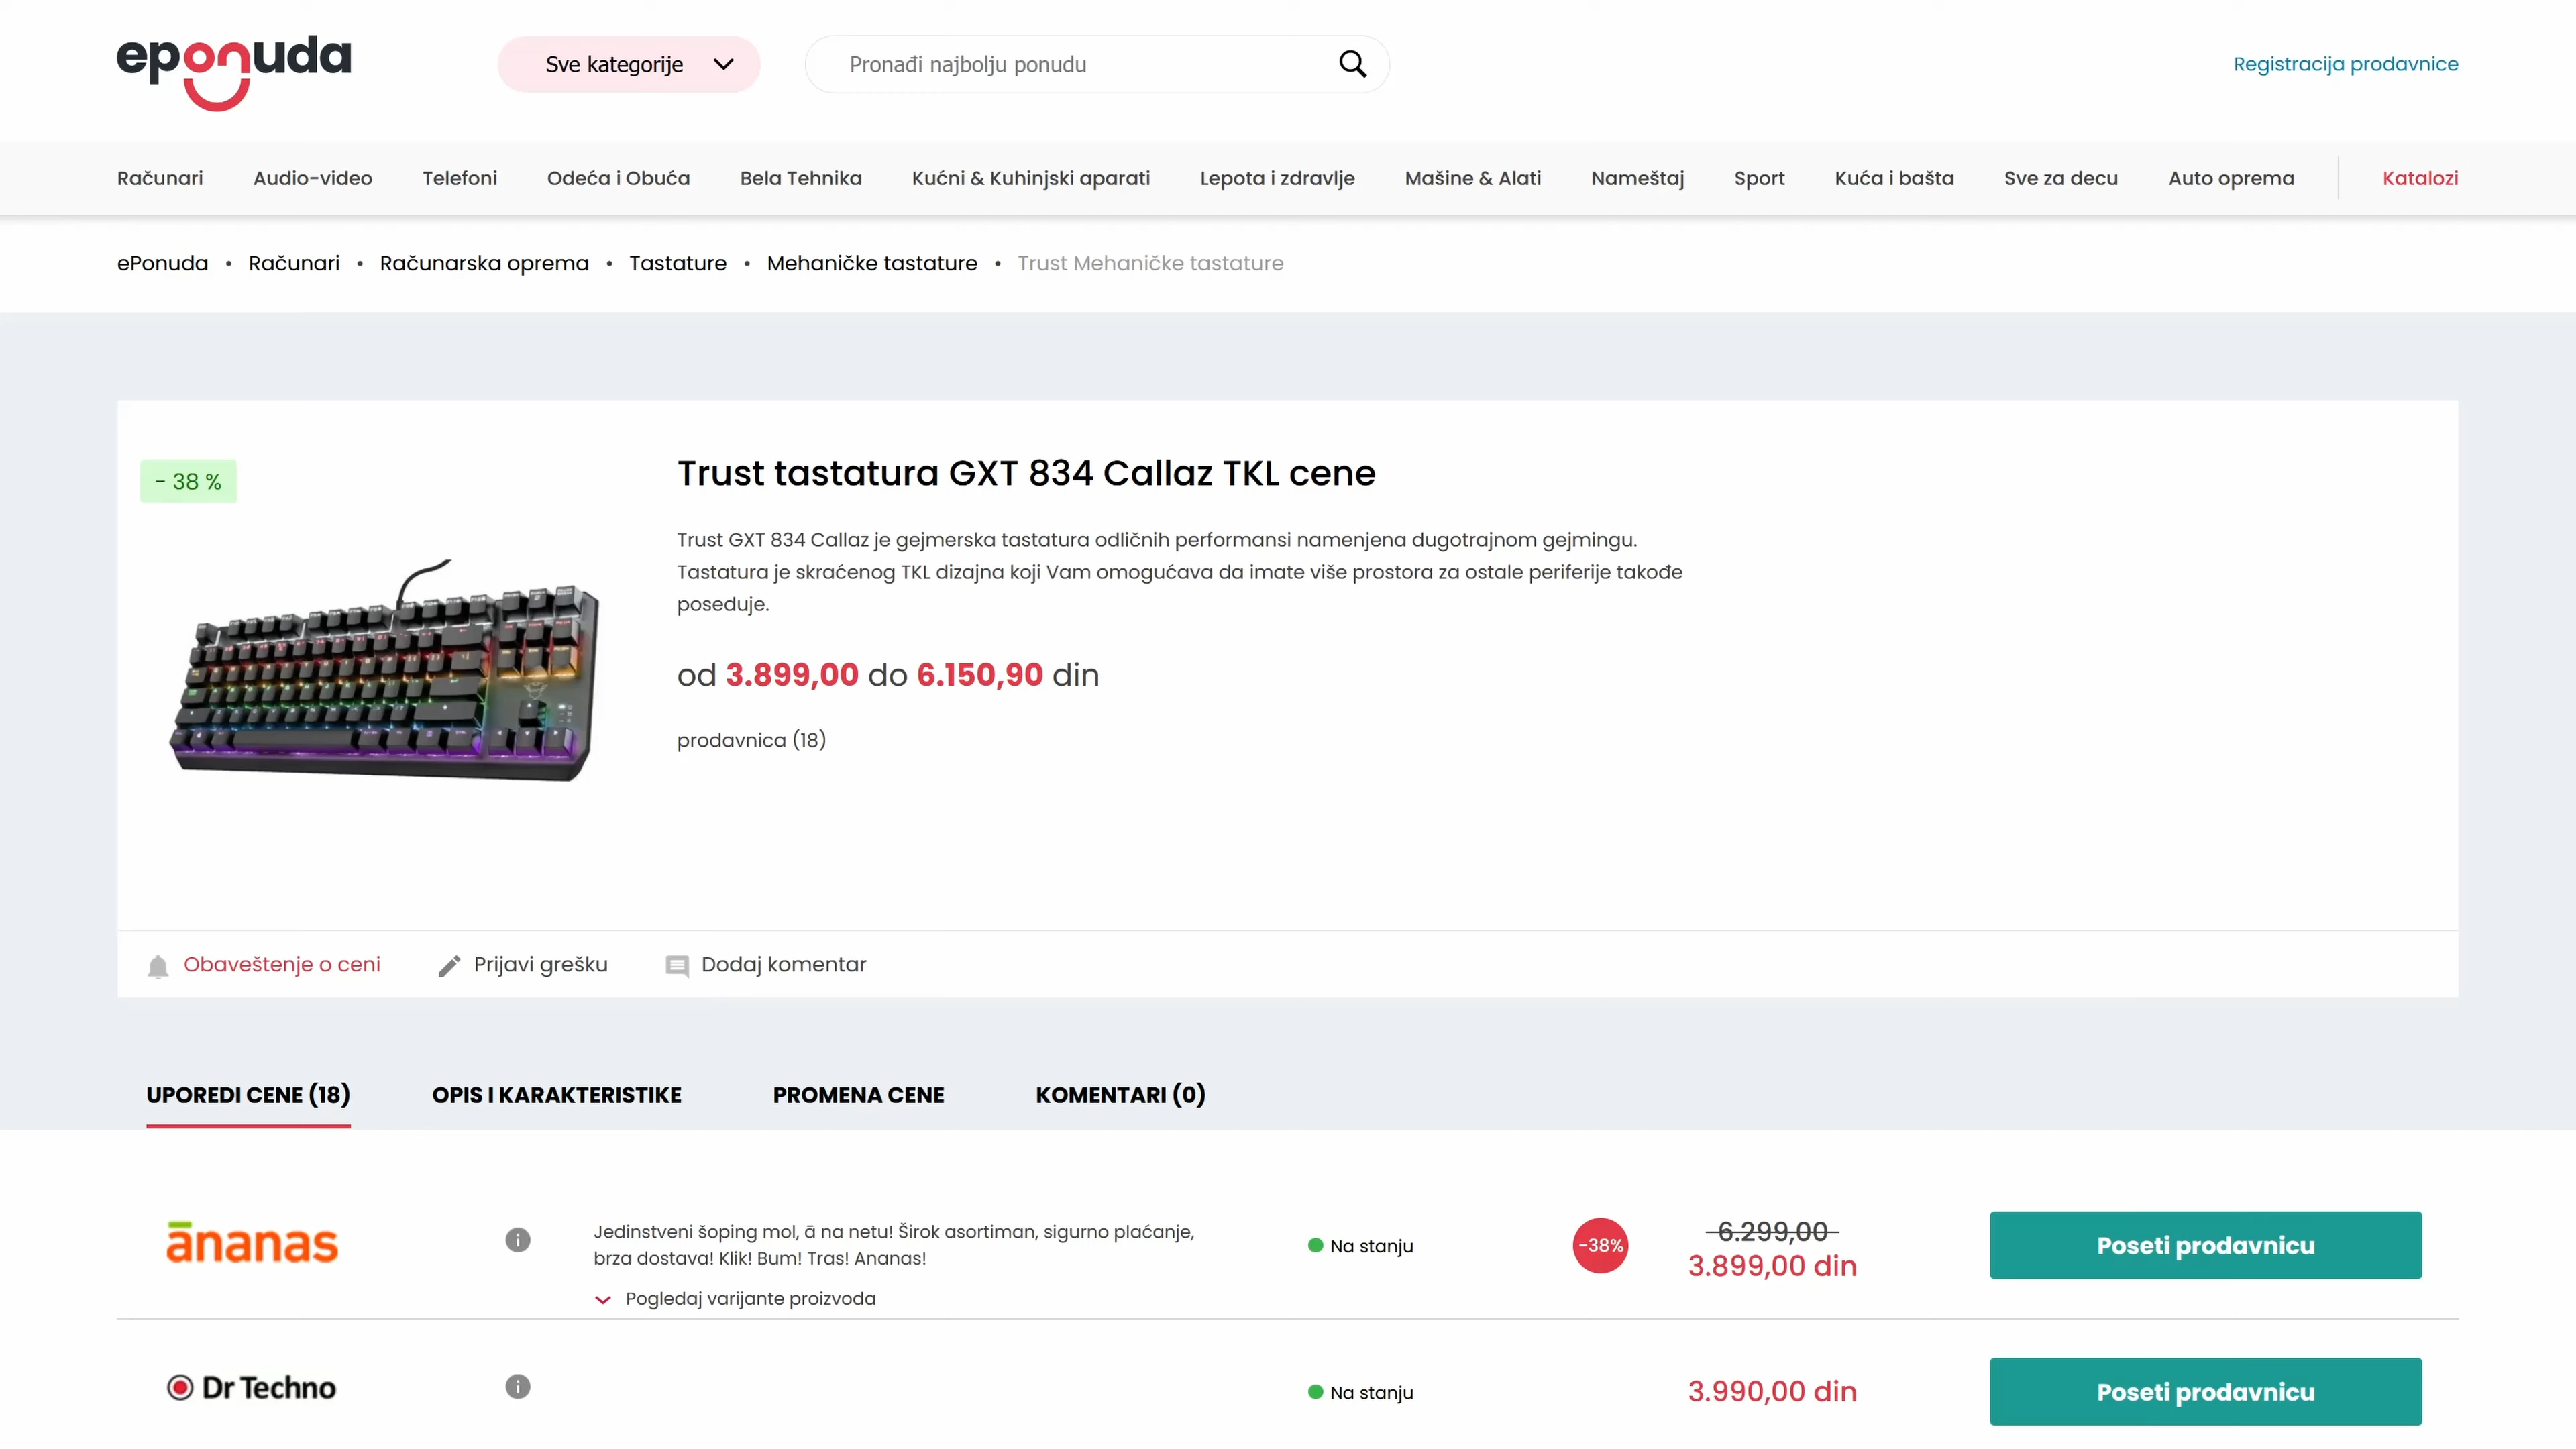 eponuda
Sve kategorije
Pronađi najbolju ponudu
Registracija prodavnice
Računari Audio-video Telefoni Odeća i Obuća Bela Tehnika Kućni & Kuhinjski aparati Lepota i zdravlje Mašine & Alati Nameštaj Sport Kuća i bašta Sve za decu Auto oprema Katalozi
ePonuda • Računari • Računarska oprema • Tastature • Mehaničke tastature • Trust Mehaničke tastature
- 38 %
Trust tastatura GXT 834 Callaz TKL cene
Trust GXT 834 Callaz je gejmerska tastatura odličnih performansi namenjena dugotrajnom gejmingu.
Tastatura je skraćenog TKL dizajna koji Vam omogućava da imate više prostora za ostale periferije takođe
poseduje.
od 3.899,00 do 6.150,90 din
prodavnica (18)
Obaveštenje o ceni Prijavi grešku Dodaj komentar
UPOREDI CENE (18) OPIS I KARAKTERISTIKE PROMENA CENE KOMENTARI (0)
ānanas
Jedinstveni šoping mol, ā na netu! Širok asortiman, sigurno plaćanje,
brza dostava! Klik! Bum! Tras! Ananas!
Pogledaj varijante proizvoda
Na stanju
-38%
6.299,00
3.899,00 din
Poseti prodavnicu
Dr Techno
Na stanju
3.990,00 din
Poseti prodavnicu